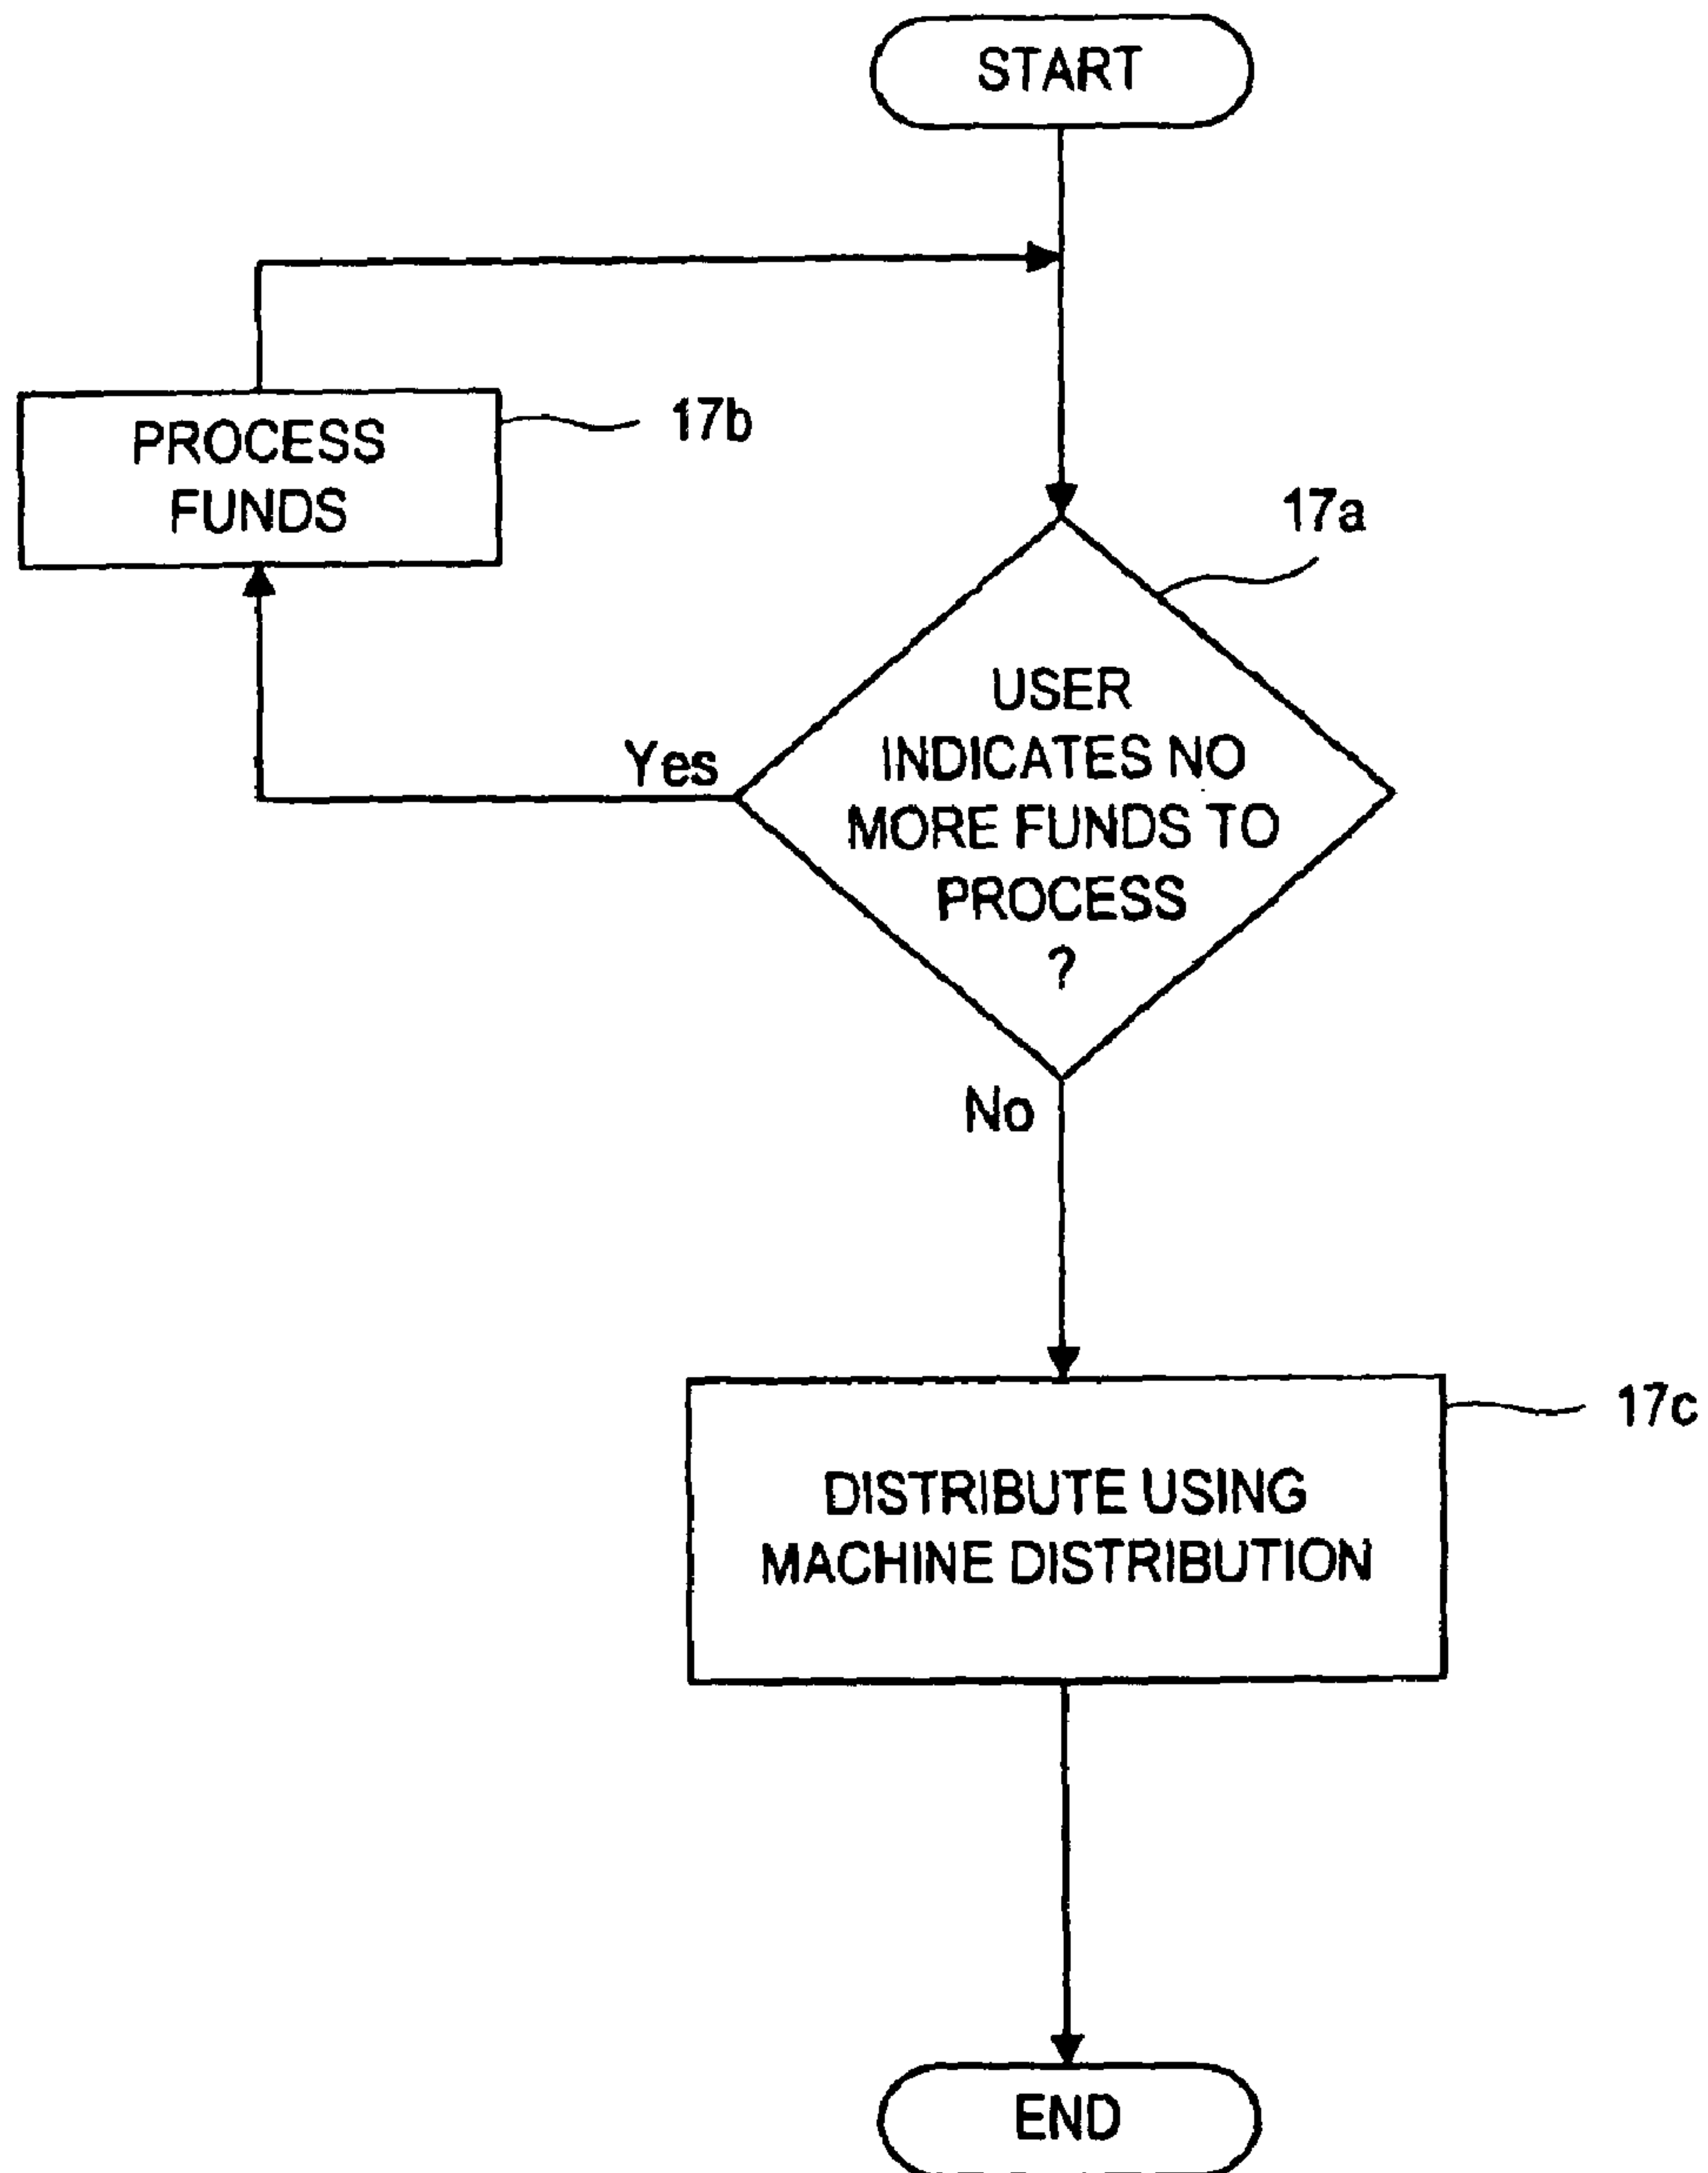 START
PROCESS
FUNDS
17b
17a
USER
INDICATES NO
MORE FUNDS TO
PROCESS
?
Yes
No
17c
DISTRIBUTE USING
MACHINE DISTRIBUTION
END